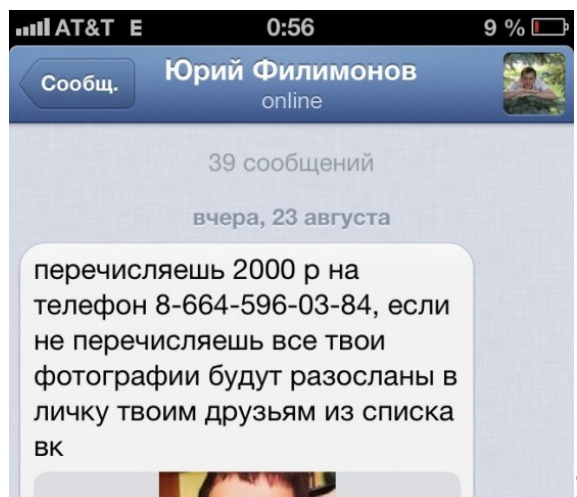 AT&T E 0:56 9 %
Сообщ. Юрий Филимонов
online
39 сообщений
вчера, 23 августа
перечисляешь 2000 р на
телефон 8-664-596-03-84, если
не перечисляешь все твои
фотографии будут разосланы в
личку твоим друзьям из списка
вк